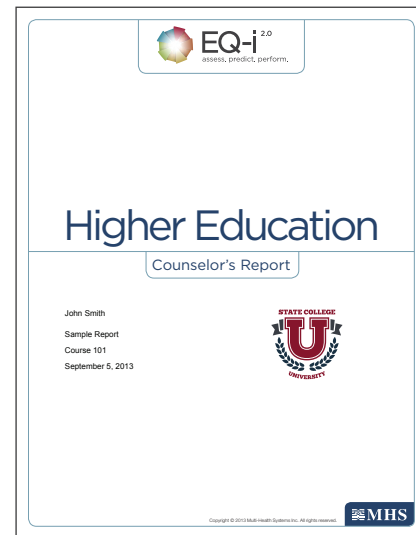 EQ-i 2.0
assess. predict. perform.
Higher Education
Counselor's Report
John Smith
Sample Report
Course 101
September 5, 2013
STATE COLLEGE
U
UNIVERSITY
Copyright © 2013 Multi-Health Systems Inc. All rights reserved.
MHS